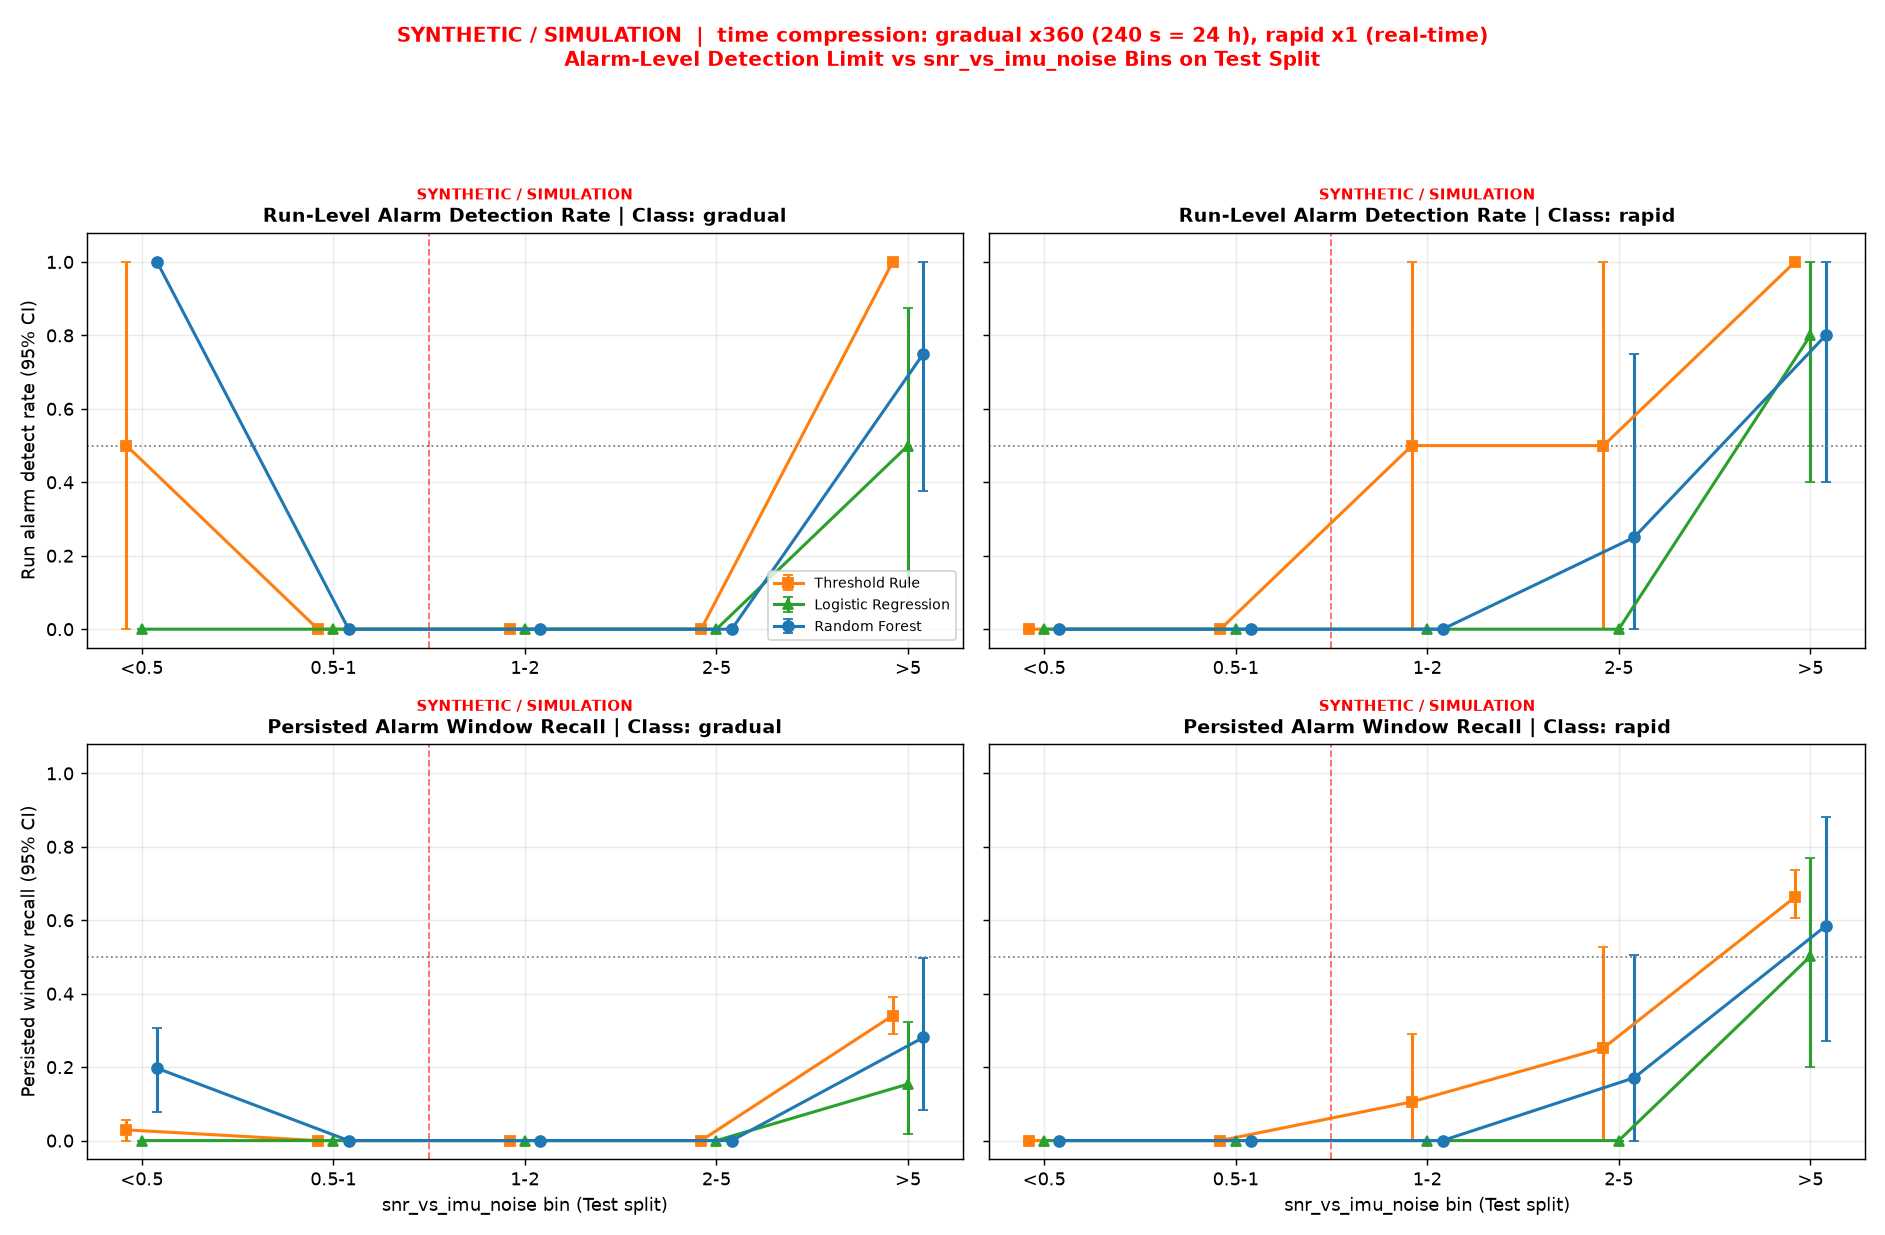 SYNTHETIC / SIMULATION | time compression: gradual x360 (240 s = 24 h), rapid x1 (real-time)
Alarm-Level Detection Limit vs snr_vs_imu_noise Bins on Test Split
SYNTHETIC / SIMULATION
Run-Level Alarm Detection Rate | Class: gradual
Run alarm detect rate (95% CI)
1.0
0.8
0.6
0.4
0.2
0.0
<0.5
0.5-1
1-2
2-5
>5
Threshold Rule
Logistic Regression
Random Forest
SYNTHETIC / SIMULATION
Run-Level Alarm Detection Rate | Class: rapid
<0.5
0.5-1
1-2
2-5
>5
SYNTHETIC / SIMULATION
Persisted Alarm Window Recall | Class: gradual
Persisted window recall (95% CI)
1.0
0.8
0.6
0.4
0.2
0.0
<0.5
0.5-1
1-2
2-5
>5
snr_vs_imu_noise bin (Test split)
SYNTHETIC / SIMULATION
Persisted Alarm Window Recall | Class: rapid
<0.5
0.5-1
1-2
2-5
>5
snr_vs_imu_noise bin (Test split)